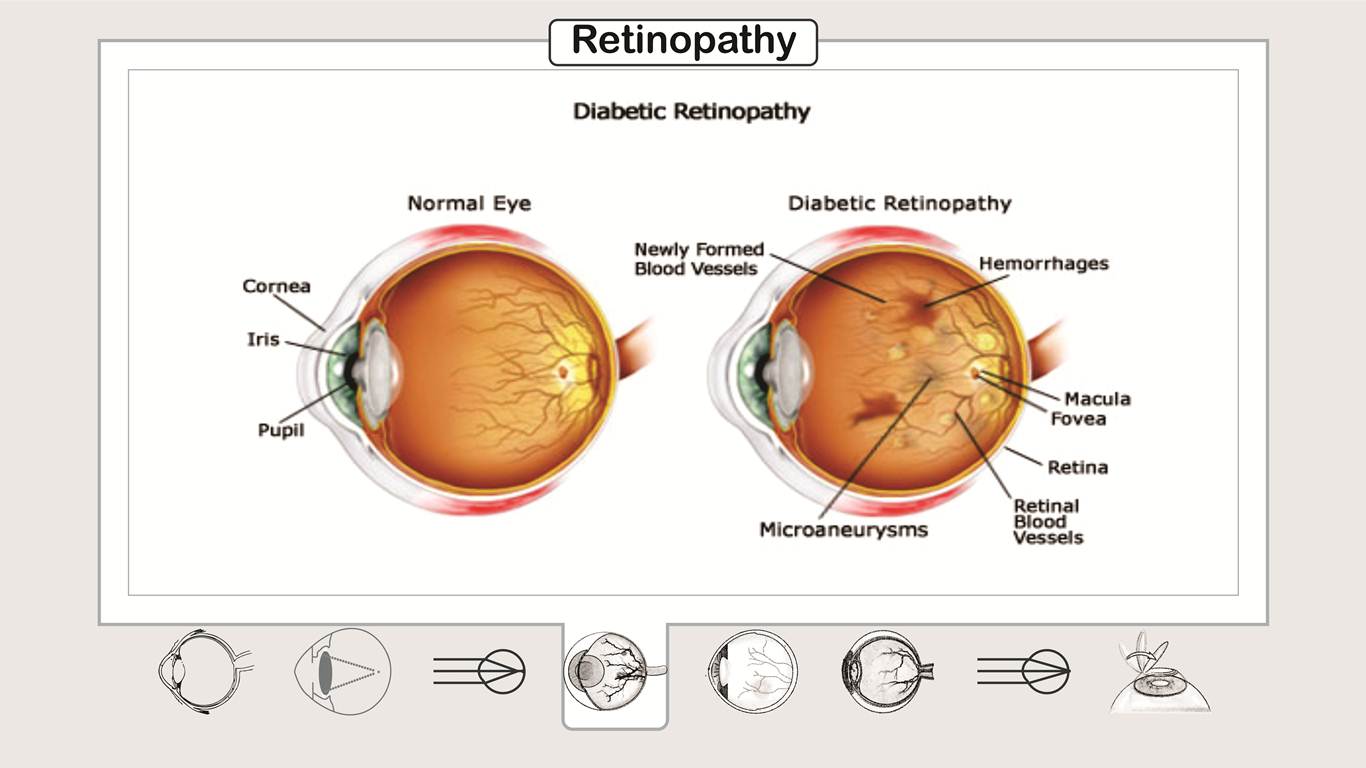 Retinopathy
Diabetic Retinopathy
Normal Eye
Cornea
Iris
Pupil
Diabetic Retinopathy
Newly Formed
Blood Vessels
Hemorrhages
Macula
Fovea
Retina
Retinal
Blood
Vessels
Microaneurysms